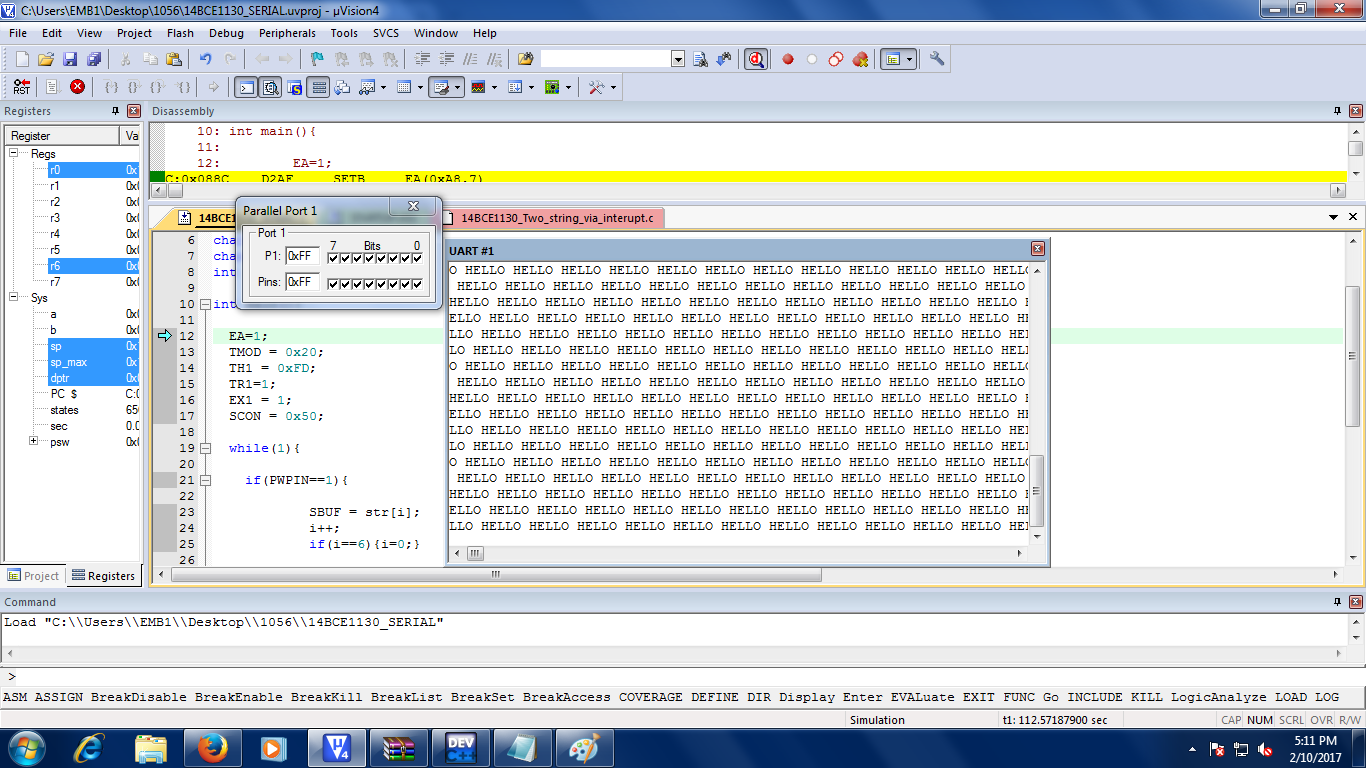 C:\Users\EMB1\Desktop\1056\14BCE1130_SERIAL.uvproj - µVision4
File Edit View Project Flash Debug Peripherals Tools SVCS Window Help
Registers
Disassembly
Register Va
Regs
r0 0x
r1 0x
r2 0x
r3 0x
r4 0x
r5 0x
r6 0x
r7 0x
Sys
a 0x
b 0x
sp 0x
sp_max 0x
dptr 0x
PC $ C:
states 65
sec 0.0
psw 0x
Project Registers
10: int main(){
11:
12: EA=1;
C:0x088C D2AF SETB EA(0xA8.7)
14BCE1 14BCE1130_Two_string_via_interupt.c
Parallel Port 1
Port 1
7 Bits 0
P1: 0xFF
Pins: 0xFF
6 cha
7 cha
8 int
9
10 int
11
12 EA=1;
13 TMOD = 0x20;
14 TH1 = 0xFD;
15 TR1=1;
16 EX1 = 1;
17 SCON = 0x50;
18
19 while(1){
20
21 if(PWPIN==1){
22
23 SBUF = str[i];
24 i++;
25 if(i==6){i=0;}
26
UART #1
O HELLO HELLO HELLO HELLO HELLO HELLO HELLO HELLO HELLO HELLO HELLO HELL
HELLO HELLO HELLO HELLO HELLO HELLO HELLO HELLO HELLO HELLO HELLO HELLO
HELLO HELLO HELLO HELLO HELLO HELLO HELLO HELLO HELLO HELLO HELLO HELLO H
ELLO HELLO HELLO HELLO HELLO HELLO HELLO HELLO HELLO HELLO HELLO HELLO H
LLO HELLO HELLO HELLO HELLO HELLO HELLO HELLO HELLO HELLO HELLO HELLO HE
LO HELLO HELLO HELLO HELLO HELLO HELLO HELLO HELLO HELLO HELLO HELLO HEL
O HELLO HELLO HELLO HELLO HELLO HELLO HELLO HELLO HELLO HELLO HELLO HELL
HELLO HELLO HELLO HELLO HELLO HELLO HELLO HELLO HELLO HELLO HELLO HELLO
HELLO HELLO HELLO HELLO HELLO HELLO HELLO HELLO HELLO HELLO HELLO HELLO H
ELLO HELLO HELLO HELLO HELLO HELLO HELLO HELLO HELLO HELLO HELLO HELLO H
LLO HELLO HELLO HELLO HELLO HELLO HELLO HELLO HELLO HELLO HELLO HELLO HE
LO HELLO HELLO HELLO HELLO HELLO HELLO HELLO HELLO HELLO HELLO HELLO HEL
O HELLO HELLO HELLO HELLO HELLO HELLO HELLO HELLO HELLO HELLO HELLO HELL
HELLO HELLO HELLO HELLO HELLO HELLO HELLO HELLO HELLO HELLO HELLO HELLO
HELLO HELLO HELLO HELLO HELLO HELLO HELLO HELLO HELLO HELLO HELLO HELLO H
ELLO HELLO HELLO HELLO HELLO HELLO HELLO HELLO HELLO HELLO HELLO HELLO H
LLO HELLO HELLO HELLO HELLO HELLO HELLO HELLO HELLO HELLO HELLO HELLO HE
Command
Load "C:\\Users\\EMB1\\Desktop\\1056\\14BCE1130_SERIAL"
>
ASM ASSIGN BreakDisable BreakEnable BreakKill BreakList BreakSet BreakAccess COVERAGE DEFINE DIR Display Enter EVALuate EXIT FUNC Go INCLUDE KILL LogicAnalyze LOAD LOG
Simulation t1: 112.57187900 sec CAP NUM SCRL OVR R/W
5:11 PM
2/10/2017